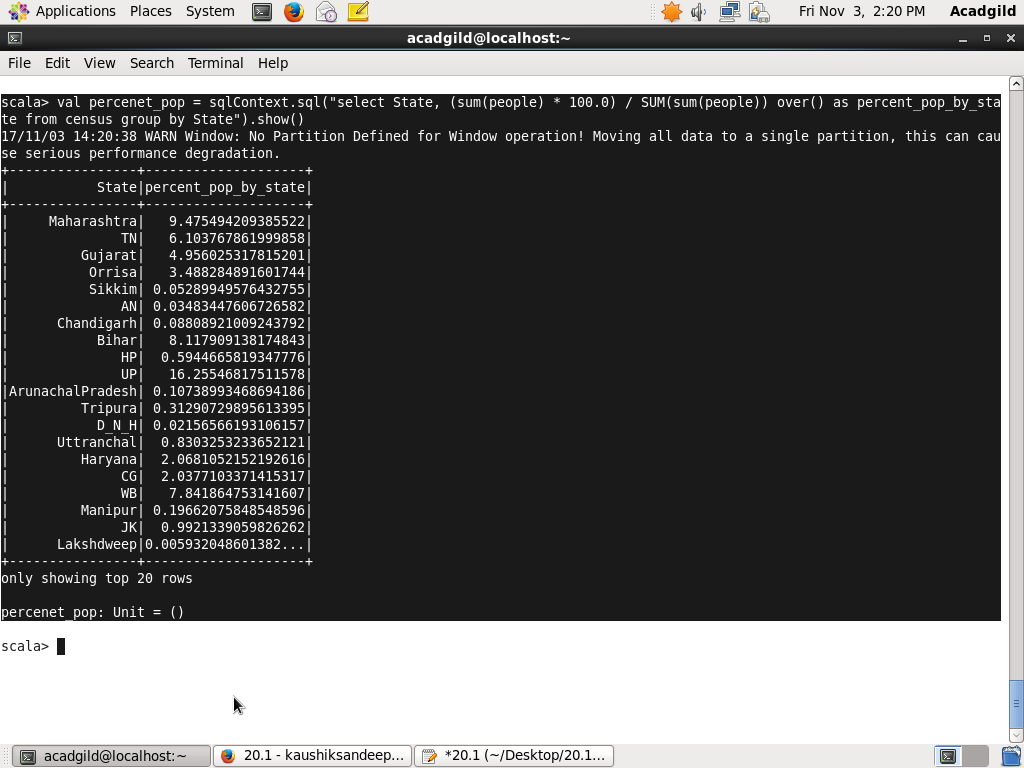 Applications Places System Fri Nov 3, 2:20 PM Acadgild
acadgild@localhost:~
File Edit View Search Terminal Help
scala> val percenet_pop = sqlContext.sql("select State, (sum(people) * 100.0) / SUM(sum(people)) over() as percent_pop_by_sta
te from census group by State").show()
17/11/03 14:20:38 WARN Window: No Partition Defined for Window operation! Moving all data to a single partition, this can cau
se serious performance degradation.
+----------------+--------------------+
|           State|percent_pop_by_state|
+----------------+--------------------+
|     Maharashtra|   9.475494209385522|
|              TN|   6.103767861999858|
|         Gujarat|   4.956025317815201|
|          Orrisa|   3.488284891601744|
|          Sikkim| 0.05289949576432755|
|              AN| 0.03483447606726582|
|      Chandigarh| 0.08808921009243792|
|           Bihar|   8.117909138174843|
|              HP|  0.5944665819347776|
|              UP|   16.25546817511578|
|ArunachalPradesh| 0.10738993468694186|
|         Tripura| 0.31290729895613395|
|           D_N_H| 0.02156566193106157|
|      Uttranchal|  0.8303253233652121|
|         Haryana|  2.0681052152192616|
|              CG|  2.0377103371415317|
|              WB|   7.841864753141607|
|         Manipur| 0.19662075848548596|
|              JK|  0.9921339059826262|
|      Lakshdweep|0.005932048601382...|
+----------------+--------------------+
only showing top 20 rows
percenet_pop: Unit = ()
scala>
acadgild@localhost:~ 20.1 - kaushiksandeep... *20.1 (~/Desktop/20.1...